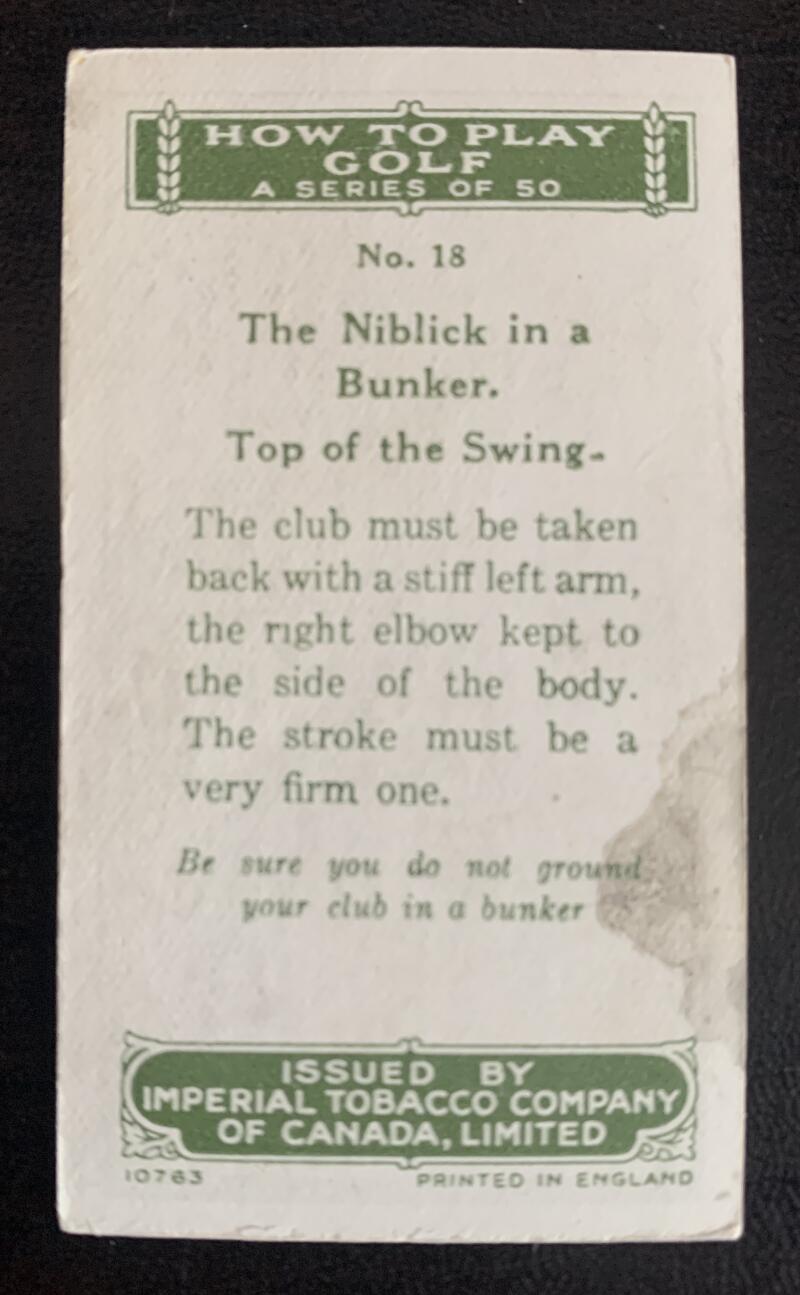 HOW TO PLAY
GOLF
A SERIES OF 50
No. 18
The Niblick in a
Bunker.
Top of the Swing.
The club must be taken
back with a stiff left arm,
the right elbow kept to
the side of the body.
The stroke must be a
very firm one.
Be sure you do not ground
your club in a bunker
ISSUED BY
IMPERIAL TOBACCO COMPANY
OF CANADA, LIMITED
10763 PRINTED IN ENGLAND